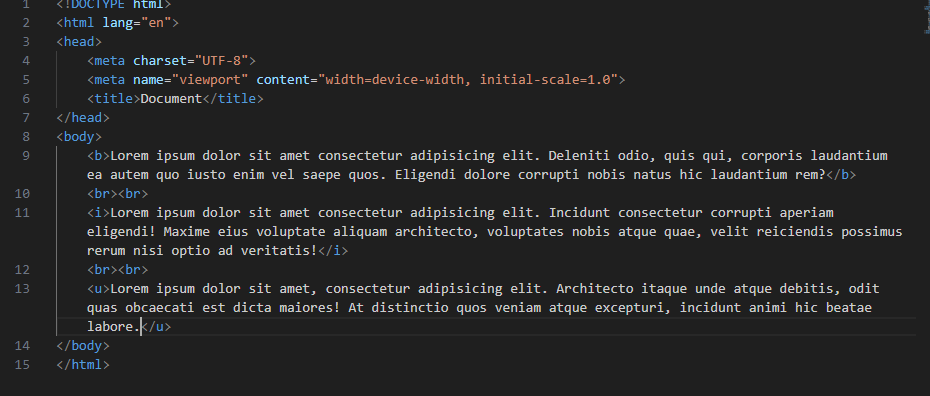 1 <!DOCTYPE html>
2 <html lang="en">
3 <head>
4 <meta charset="UTF-8">
5 <meta name="viewport" content="width=device-width, initial-scale=1.0">
6 <title>Document</title>
7 </head>
8 <body>
9 <b>Lorem ipsum dolor sit amet consectetur adipisicing elit. Deleniti odio, quis qui, corporis laudantium
ea autem quo iusto enim vel saepe quos. Eligendi dolore corrupti nobis natus hic laudantium rem?</b>
10 <br><br>
11 <i>Lorem ipsum dolor sit amet consectetur adipisicing elit. Incidunt consectetur corrupti aperiam
eligendi! Maxime eius voluptate aliquam architecto, voluptates nobis atque quae, velit reiciendis possimus
rerum nisi optio ad veritatis!</i>
12 <br><br>
13 <u>Lorem ipsum dolor sit amet, consectetur adipisicing elit. Architecto itaque unde atque debitis, odit
quas obcaecati est dicta maiores! At distinctio quos veniam atque excepturi, incidunt animi hic beatae
labore.</u>
14 </body>
15 </html>